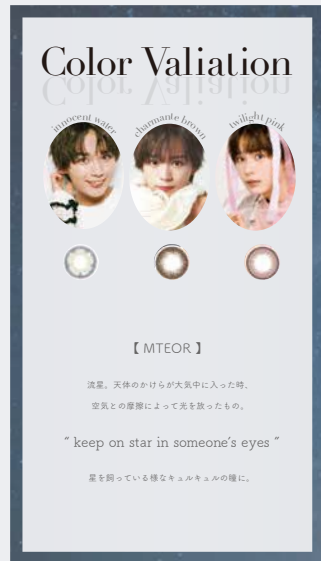 Color Valiation
innocent water
charmante brown
twilight pink
【 MTEOR 】
流星。天体のかけらが大気中に入った時、
空気との摩擦によって光を放ったもの。
“ keep on star in someone's eyes ”
星を飼っている様なキュルキュルの瞳に。